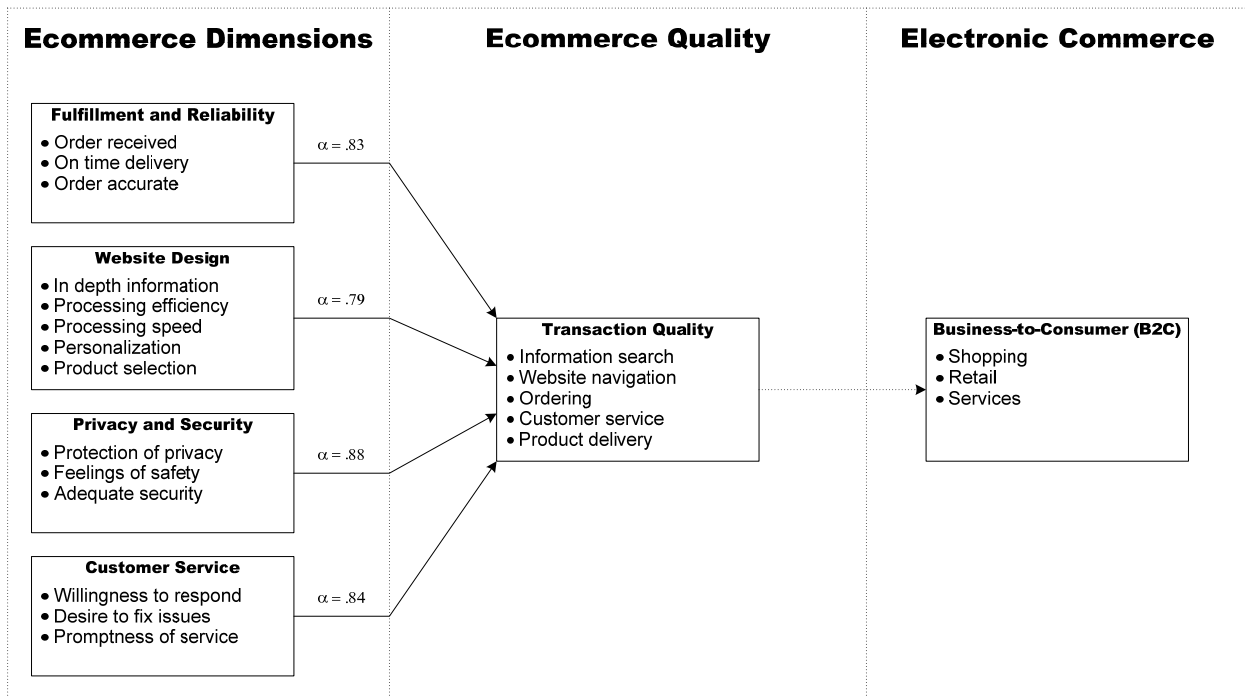 Ecommerce Dimensions
Ecommerce Quality
Electronic Commerce
Fulfillment and Reliability
• Order received
• On time delivery
• Order accurate
α = .83
Website Design
• In depth information
• Processing efficiency
• Processing speed
• Personalization
• Product selection
α = .79
Privacy and Security
• Protection of privacy
• Feelings of safety
• Adequate security
α = .88
Customer Service
• Willingness to respond
• Desire to fix issues
• Promptness of service
α = .84
Transaction Quality
• Information search
• Website navigation
• Ordering
• Customer service
• Product delivery
Business-to-Consumer (B2C)
• Shopping
• Retail
• Services